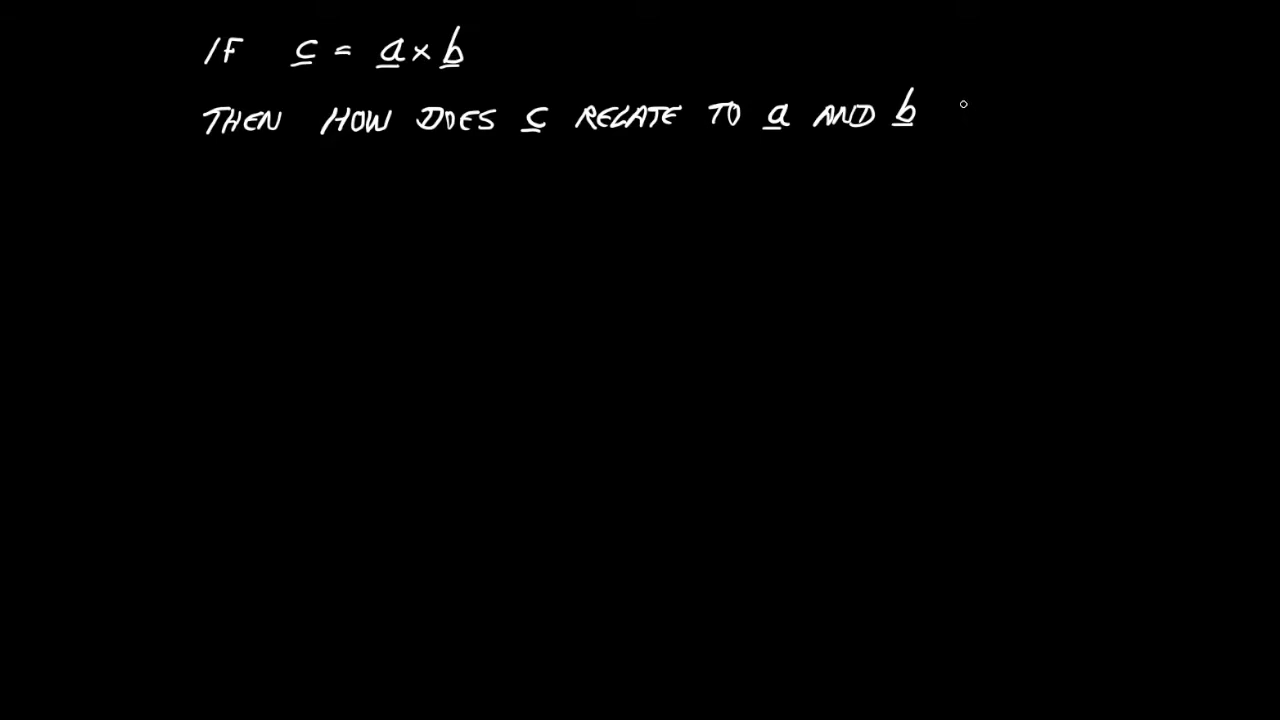 IF c = a × b
THEN HOW DOES c RELATE TO a AND b